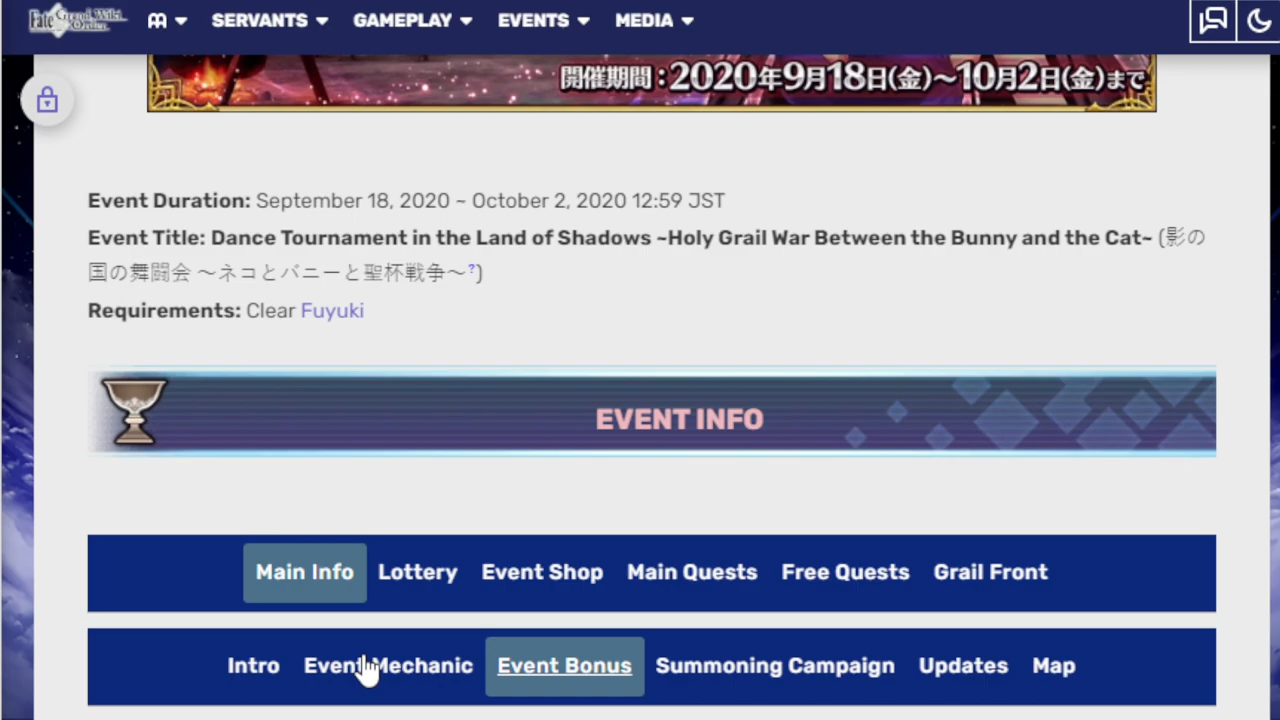 Fate Grand Order Wiki
SERVANTS GAMEPLAY EVENTS MEDIA
開催期間：2020年9月18日(金)～10月2日(金)まで
Event Duration: September 18, 2020 ~ October 2, 2020 12:59 JST
Event Title: Dance Tournament in the Land of Shadows ~Holy Grail War Between the Bunny and the Cat~ (影の
国の舞闘会 ～ネコとバニーと聖杯戦争～?)
Requirements: Clear Fuyuki
EVENT INFO
Main Info Lottery Event Shop Main Quests Free Quests Grail Front
Intro Event Mechanic Event Bonus Summoning Campaign Updates Map